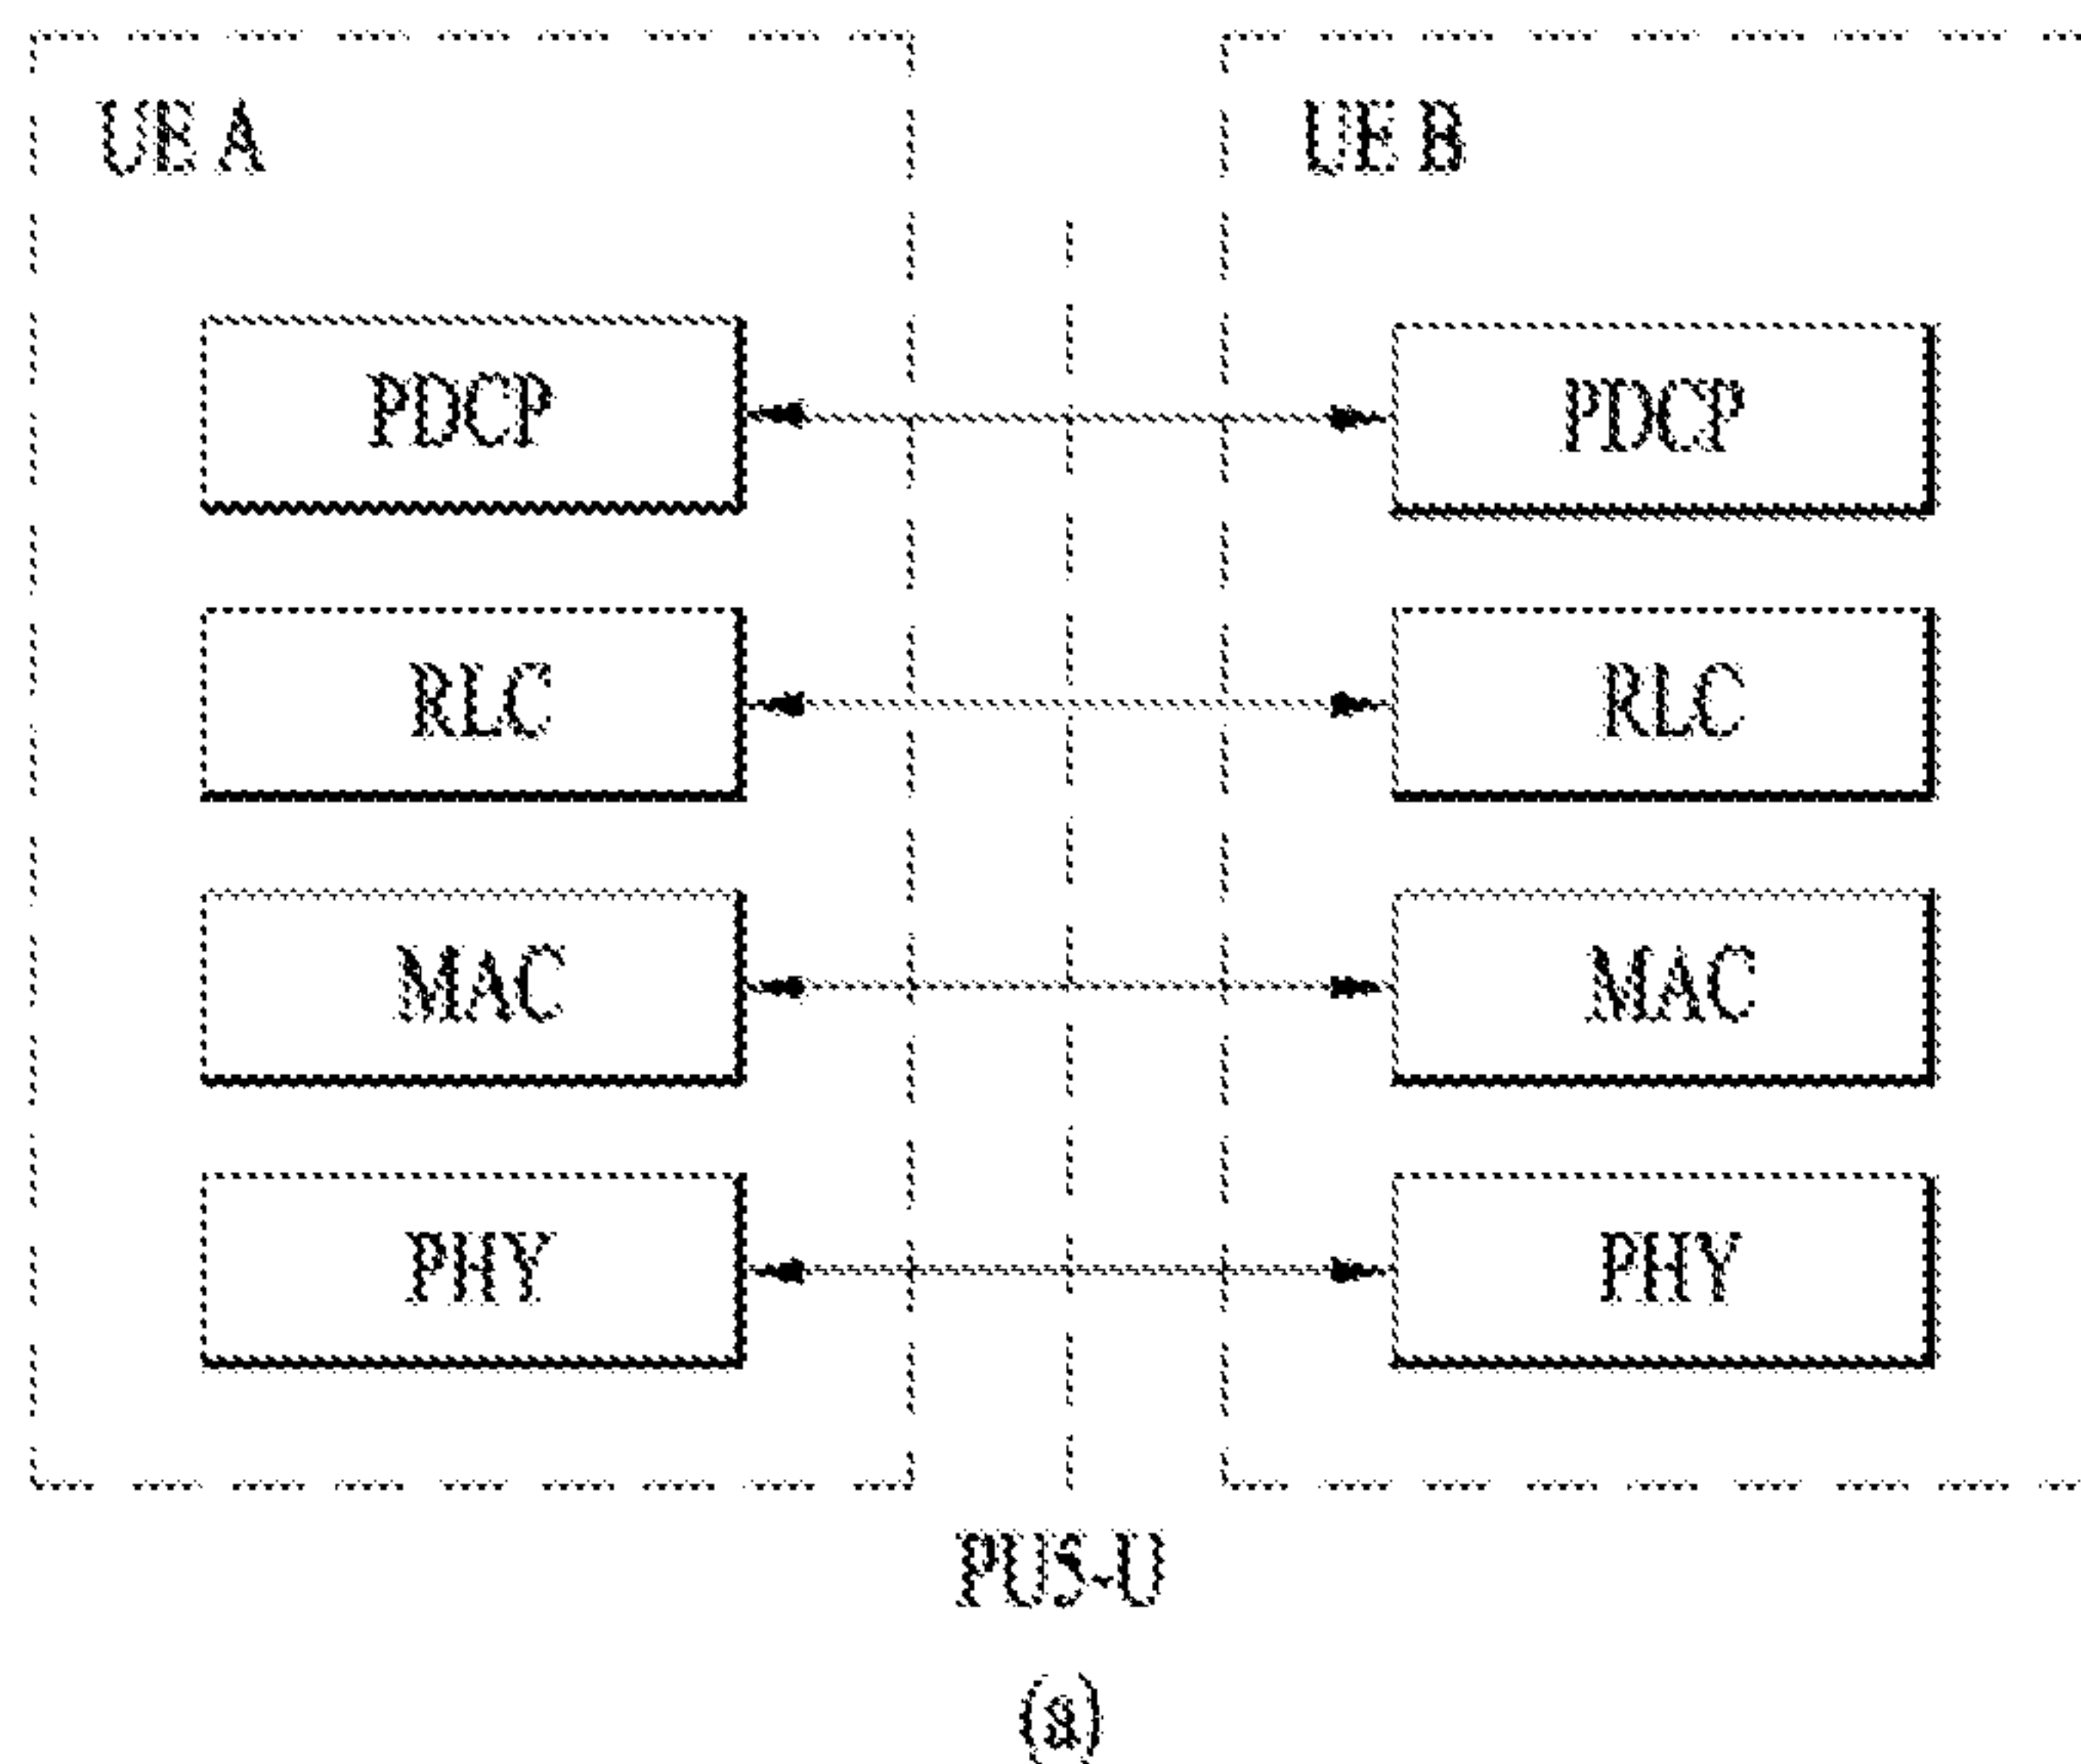 UE A
UE B
PDCP
PDCP
RLC
RLC
MAC
MAC
PHY
PHY
PUS-U
(a)